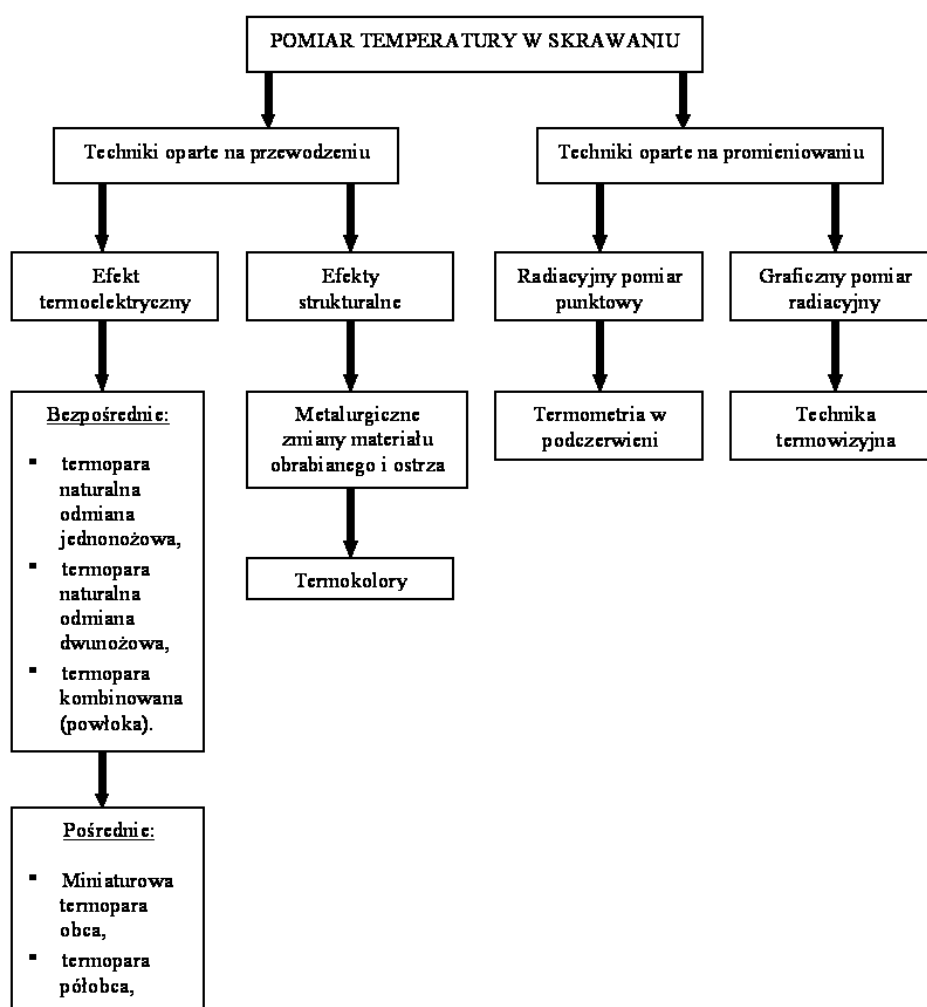 POMIAR TEMPERATURY W SKRAWANIU
Techniki oparte na przewodzeniu
Techniki oparte na promieniowaniu
Efekt
termoelektryczny
Efekty
strukturalne
Radiacyjny pomiar
punktowy
Graficzny pomiar
radiacyjny
Bezpośrednie:
▪ termopara
naturalna
odmiana
jednonożowa,
▪ termopara
naturalna
odmiana
dwunożowa,
▪ termopara
kombinowana
(powłoka).
Metalurgiczne
zmiany materiału
obrabianego i ostrza
Termometria w
podczerwieni
Technika
termowizyjna
Termokolory
Pośrednie:
▪ Miniaturowa
termopara
obca,
▪ termopara
półobca,